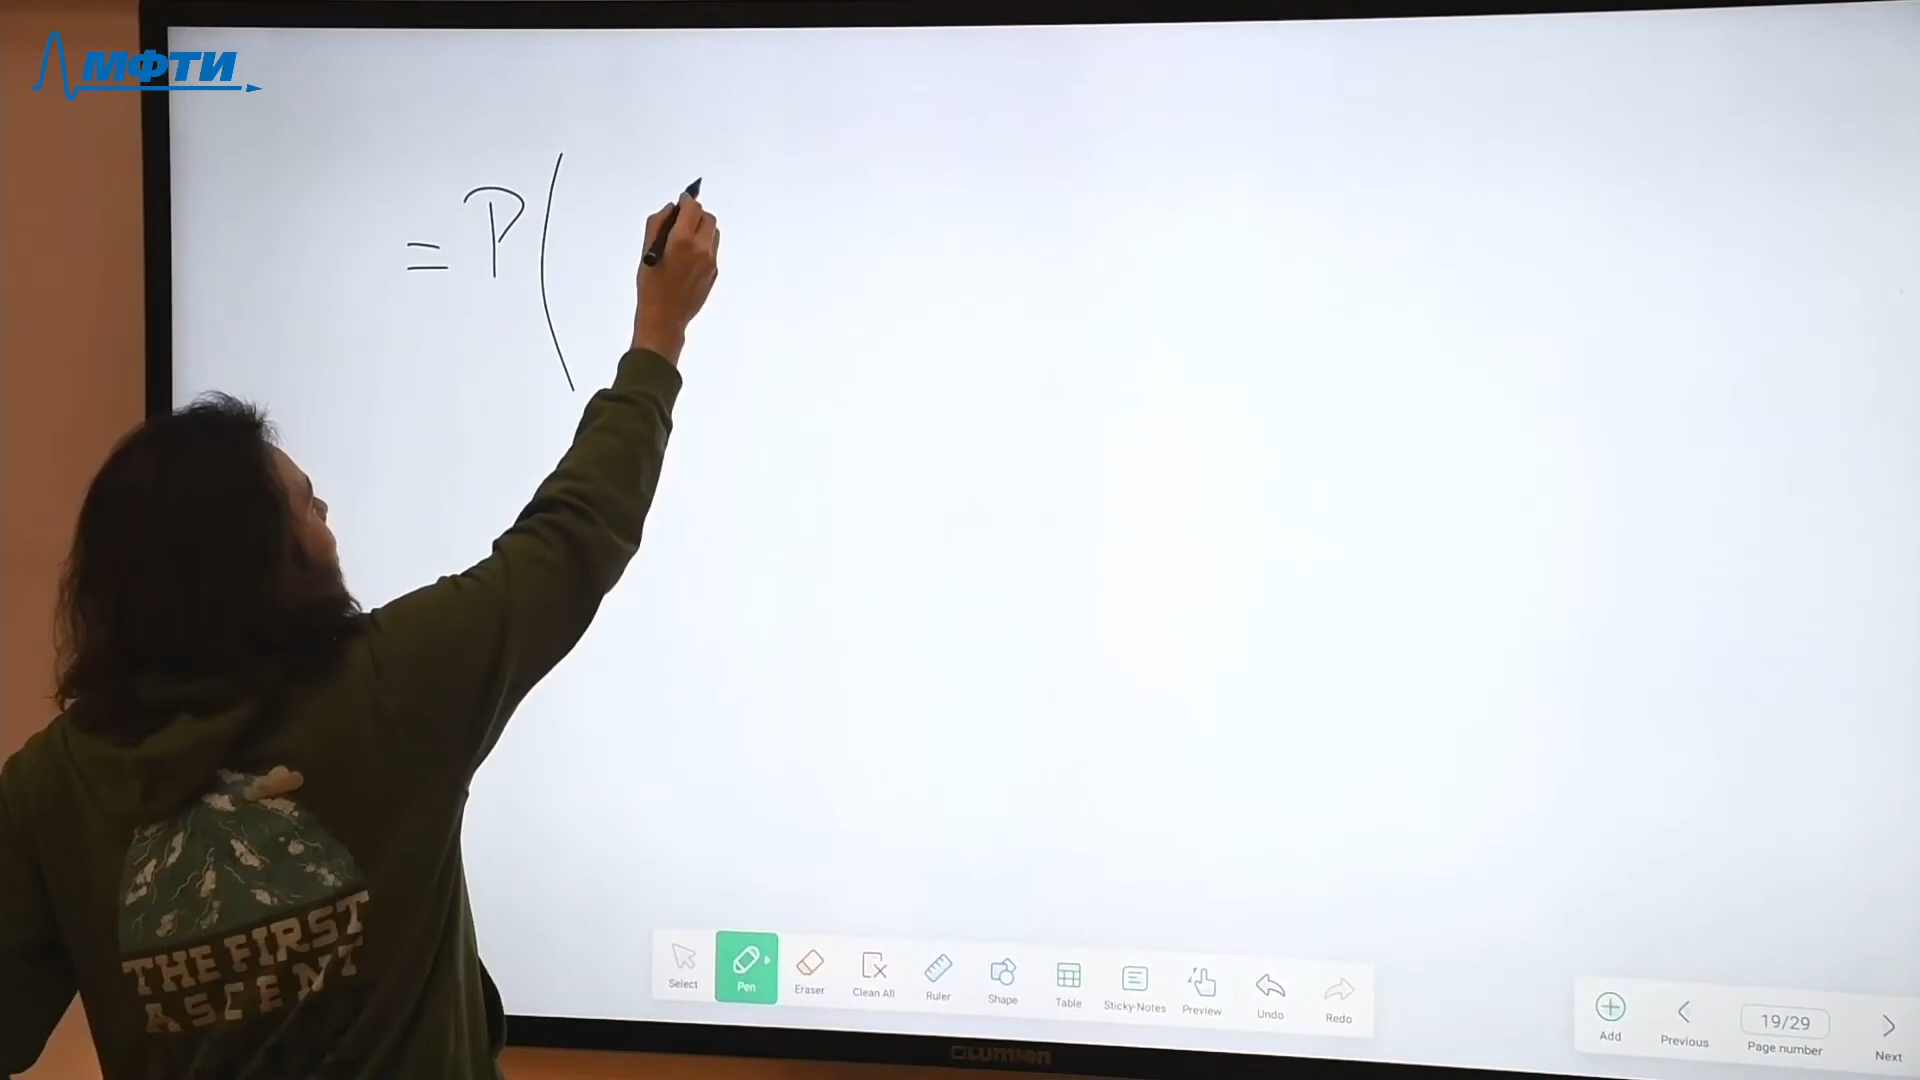 МФТИ
= P(
THE FIRST
ASCENT
Select
Pen
Eraser
Clean All
Ruler
Shape
Table
Sticky-Notes
Preview
Undo
Redo
Add
Previous
19/29
Page number
Next
LUMION